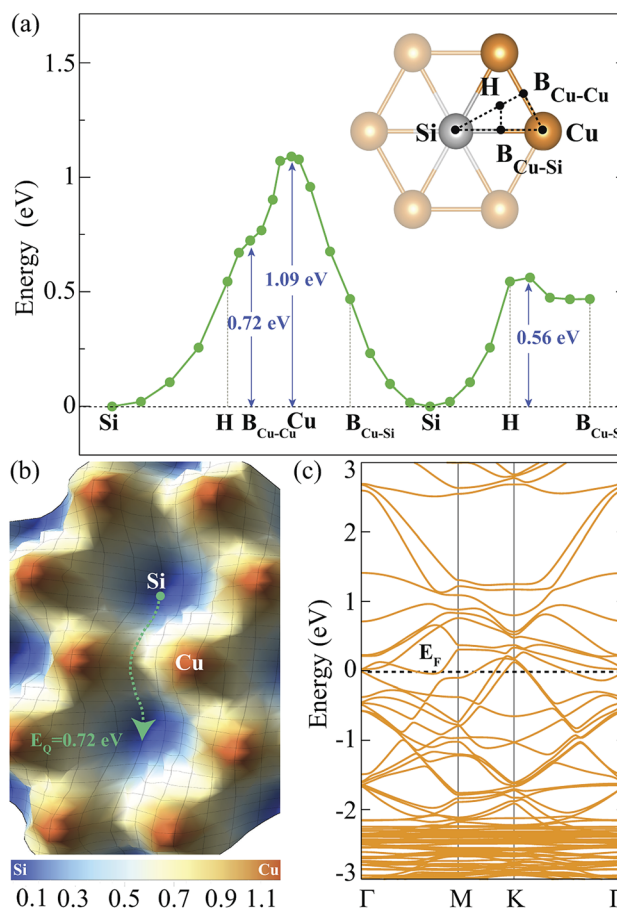 (a)
Energy (eV)
1.5
1
0.5
0
H
B Cu-Cu
Si
Cu
B Cu-Si
1.09 eV
0.72 eV
0.56 eV
Si
H
B Cu-Cu
Cu
B Cu-Si
Si
H
B Cu-S
(b)
Si
Cu
E Q =0.72 eV
Si
Cu
0.1 0.3 0.5 0.7 0.9 1.1
(c)
Energy (eV)
3
2
1
0
-1
-2
-3
E F
Γ M K